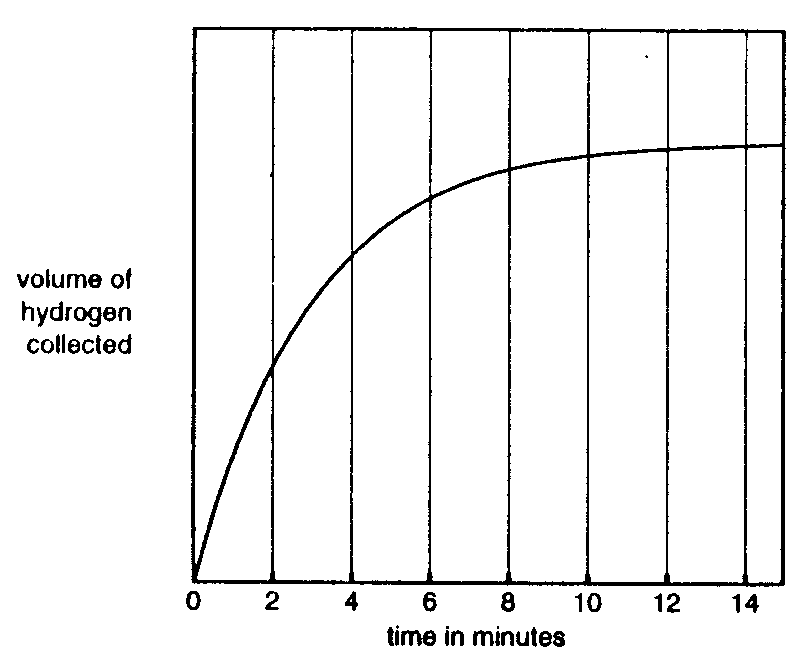 volume of
hydrogen
collected
0 2 4 6 8 10 12 14
time in minutes